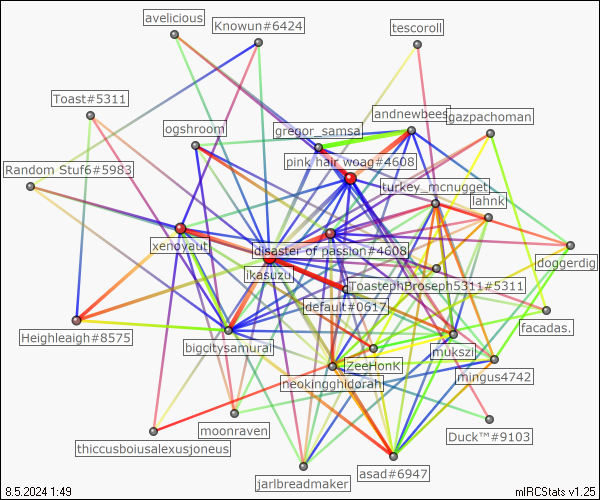 avelicious
Knowun#6424
tescoroll
Toast#5311
andnewbees
gazpachoman
ogshroom
gregor_samsa
pink hair woag#4608
Random Stuf6#5983
turkey_mcnugget
lahnk
xenoyaut
disaster of passion#4608
doggerdig
ikasuzu
ToastephBroseph5311#5311
default#0617
facadas.
Heighleaigh#8575
bigcitysamurai
mukszi
ZeeHonK
mingus4742
neokingghidorah
moonraven
Duck™#9103
thiccusboiusalexusjoneus
asad#6947
jarlbreadmaker
8.5.2024 1:49
mIRCStats v1.25